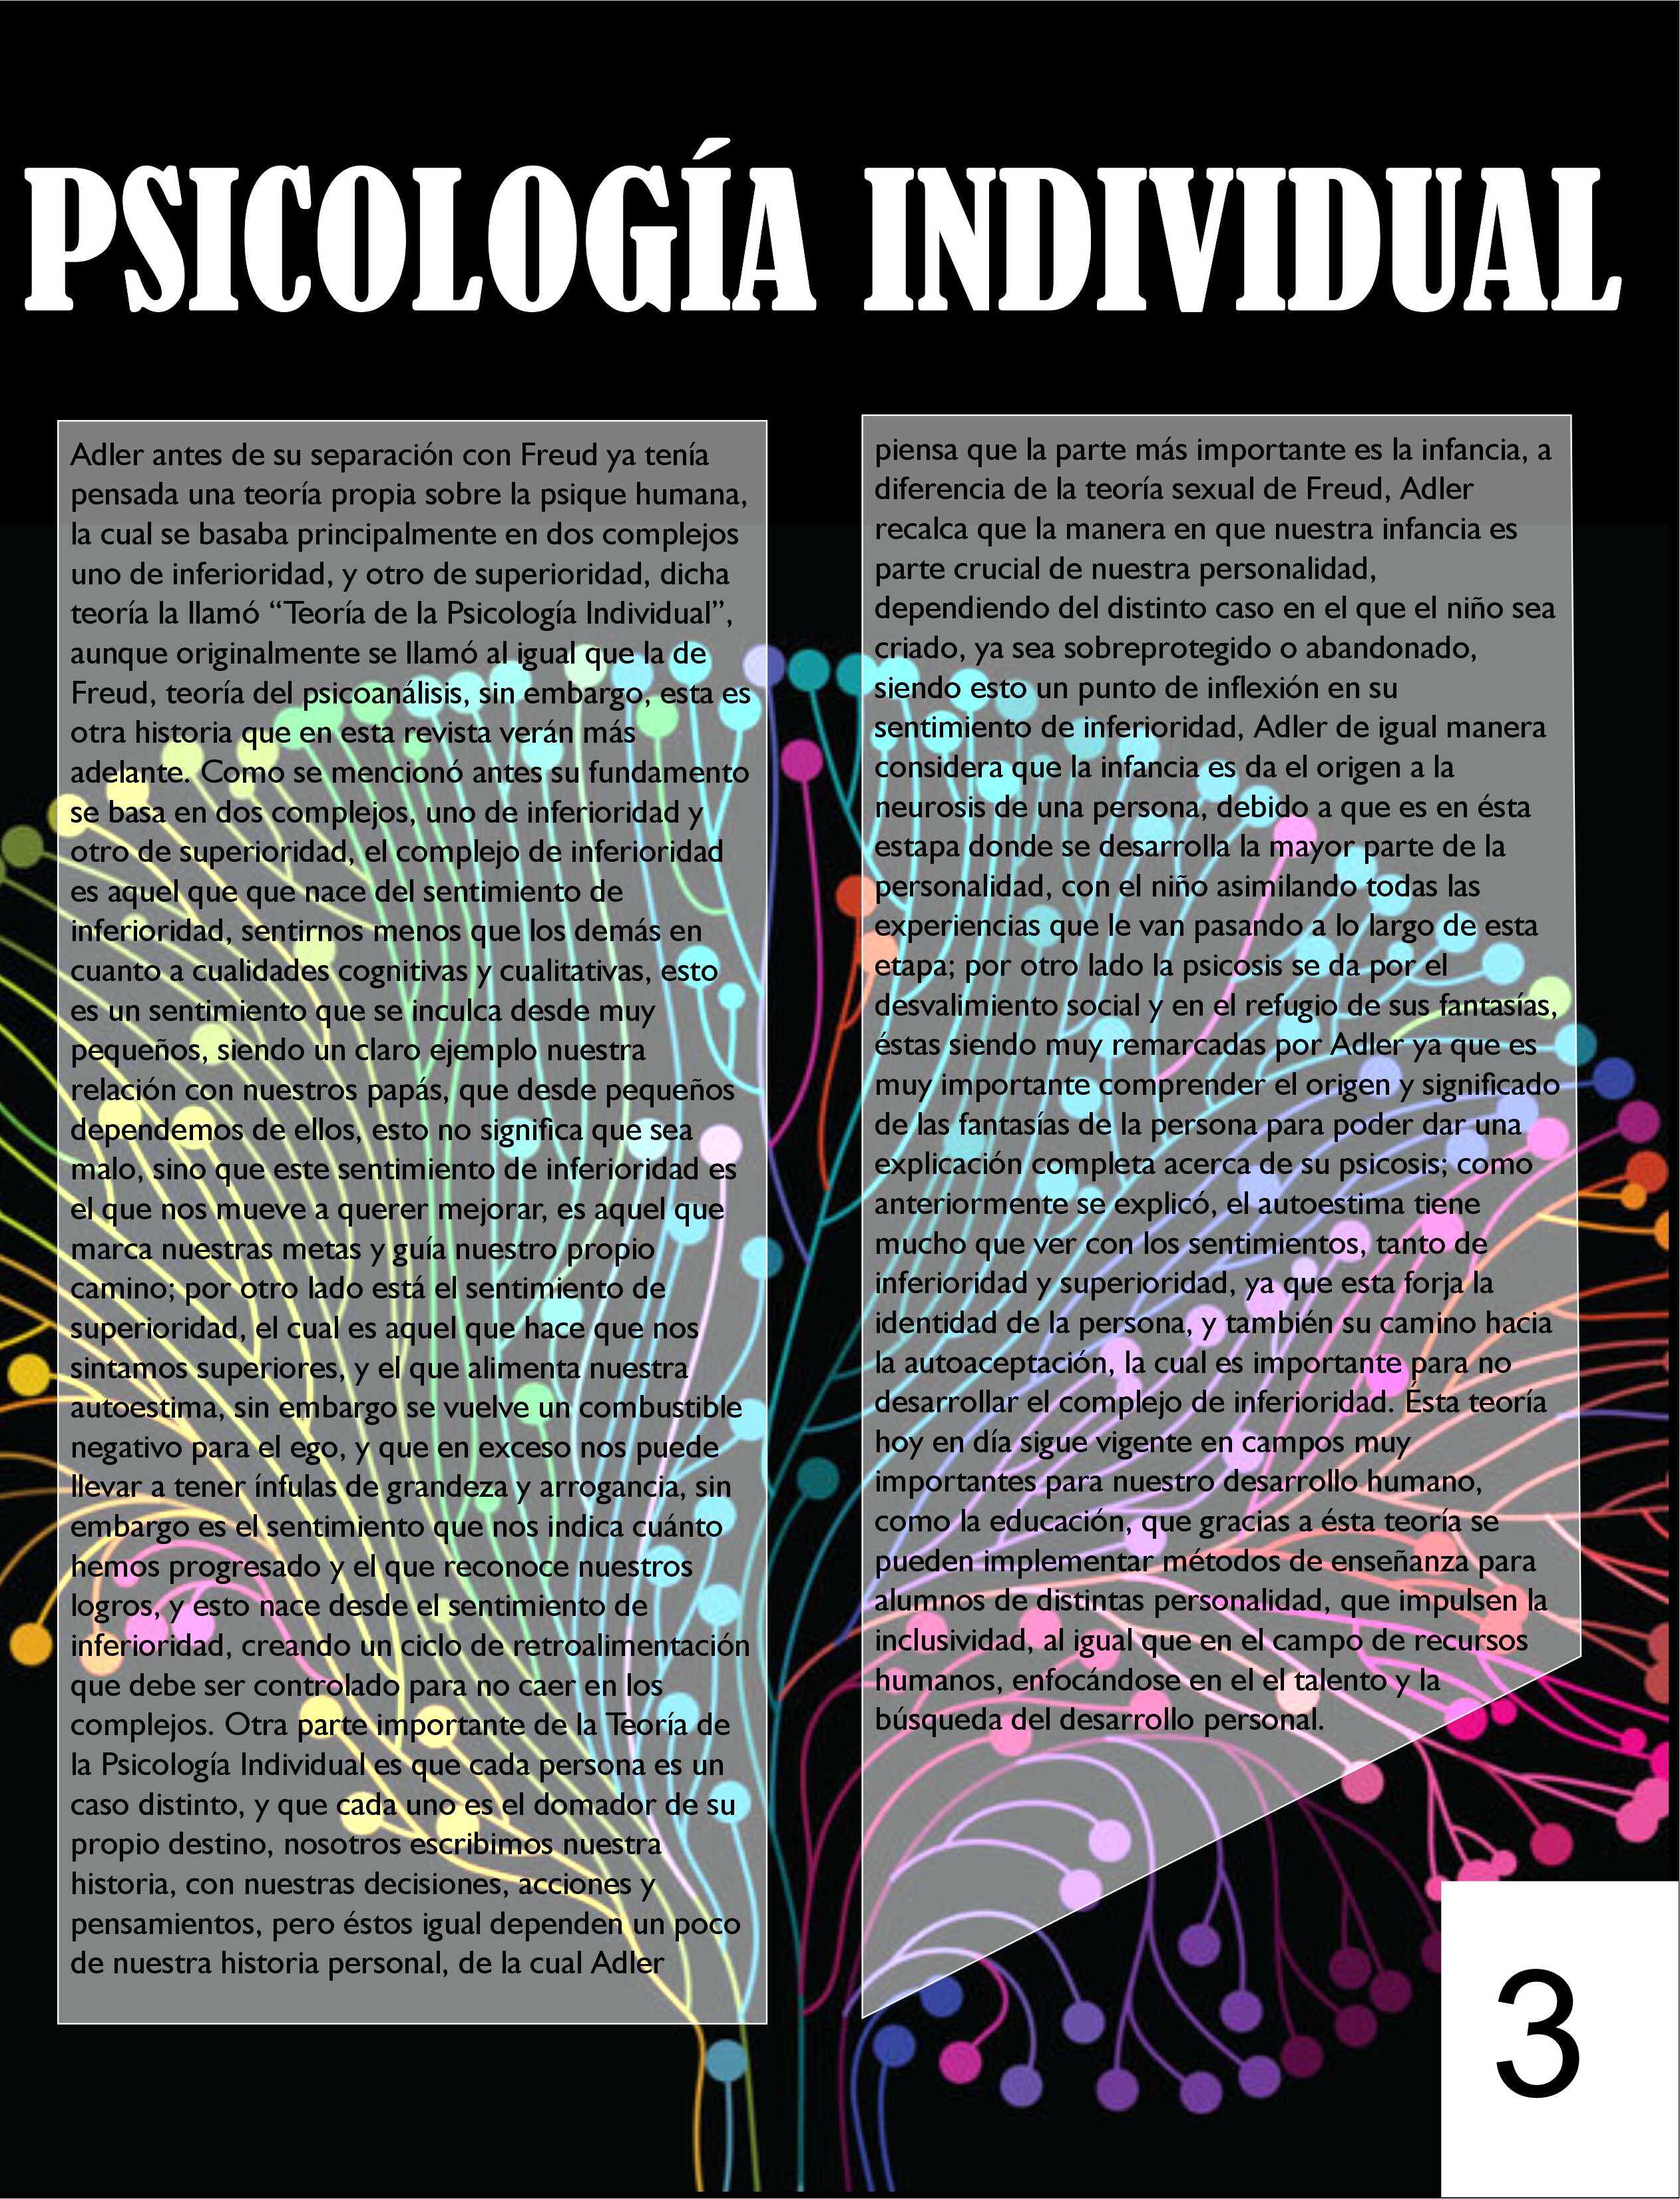 PSICOLOGÍA INDIVIDUAL
Adler antes de su separación con Freud ya tenía
pensada una teoría propia sobre la psique humana,
la cual se basaba principalmente en dos complejos
uno de inferioridad, y otro de superioridad, dicha
teoría la llamó “Teoría de la Psicología Individual”,
aunque originalmente se llamó al igual que la de
Freud, teoría del psicoanálisis, sin embargo, esta es
otra historia que en esta revista verán más
adelante. Como se mencionó antes su fundamento
se basa en dos complejos, uno de inferioridad y
otro de superioridad, el complejo de inferioridad
es aquel que que nace del sentimiento de
inferioridad, sentirnos menos que los demás en
cuanto a cualidades cognitivas y cualitativas, esto
es un sentimiento que se inculca desde muy
pequeños, siendo un claro ejemplo nuestra
relación con nuestros papás, que desde pequeños
dependemos de ellos, esto no significa que sea
malo, sino que este sentimiento de inferioridad es
el que nos mueve a querer mejorar, es aquel que
marca nuestras metas y guía nuestro propio
camino; por otro lado está el sentimiento de
superioridad, el cual es aquel que hace que nos
sintamos superiores, y el que alimenta nuestra
autoestima, sin embargo se vuelve un combustible
negativo para el ego, y que en exceso nos puede
llevar a tener ínfulas de grandeza y arrogancia, sin
embargo es el sentimiento que nos indica cuánto
hemos progresado y el que reconoce nuestros
logros, y esto nace desde el sentimiento de
inferioridad, creando un ciclo de retroalimentación
que debe ser controlado para no caer en los
complejos. Otra parte importante de la Teoría de
la Psicología Individual es que cada persona es un
caso distinto, y que cada uno es el domador de su
propio destino, nosotros escribimos nuestra
historia, con nuestras decisiones, acciones y
pensamientos, pero éstos igual dependen un poco
de nuestra historia personal, de la cual Adler
piensa que la parte más importante es la infancia, a
diferencia de la teoría sexual de Freud, Adler
recalca que la manera en que nuestra infancia es
parte crucial de nuestra personalidad,
dependiendo del distinto caso en el que el niño sea
criado, ya sea sobreprotegido o abandonado,
siendo esto un punto de inflexión en su
sentimiento de inferioridad, Adler de igual manera
considera que la infancia es da el origen a la
neurosis de una persona, debido a que es en ésta
estapa donde se desarrolla la mayor parte de la
personalidad, con el niño asimilando todas las
experiencias que le van pasando a lo largo de esta
etapa; por otro lado la psicosis se da por el
desvalimiento social y en el refugio de sus fantasías,
éstas siendo muy remarcadas por Adler ya que es
muy importante comprender el origen y significado
de las fantasías de la persona para poder dar una
explicación completa acerca de su psicosis; como
anteriormente se explicó, el autoestima tiene
mucho que ver con los sentimientos, tanto de
inferioridad y superioridad, ya que esta forja la
identidad de la persona, y también su camino hacia
la autoaceptación, la cual es importante para no
desarrollar el complejo de inferioridad. Ésta teoría
hoy en día sigue vigente en campos muy
importantes para nuestro desarrollo humano,
como la educación, que gracias a ésta teoría se
pueden implementar métodos de enseñanza para
alumnos de distintas personalidad, que impulsen la
inclusividad, al igual que en el campo de recursos
humanos, enfocándose en el el talento y la
búsqueda del desarrollo personal.
3